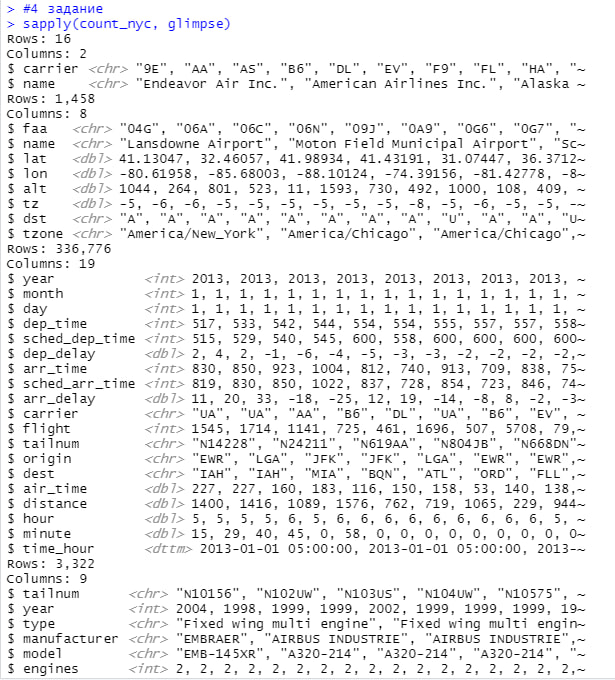 > #4 задание
> sapply(count_nyc, glimpse)
Rows: 16
Columns: 2
$ carrier <chr> "9E", "AA", "AS", "B6", "DL", "EV", "F9", "FL", "HA", "~
$ name    <chr> "Endeavor Air Inc.", "American Airlines Inc.", "Alaska ~
Rows: 1,458
Columns: 8
$ faa   <chr> "04G", "06A", "06C", "06N", "09J", "0A9", "0G6", "0G7", "~
$ name  <chr> "Lansdowne Airport", "Moton Field Municipal Airport", "Sc~
$ lat   <dbl> 41.13047, 32.46057, 41.98934, 41.43191, 31.07447, 36.3712~
$ lon   <dbl> -80.61958, -85.68003, -88.10124, -74.39156, -81.42778, -8~
$ alt   <dbl> 1044, 264, 801, 523, 11, 1593, 730, 492, 1000, 108, 409, ~
$ tz    <dbl> -5, -6, -6, -5, -5, -5, -5, -5, -5, -8, -5, -6, -5, -5, -~
$ dst   <chr> "A", "A", "A", "A", "A", "A", "A", "A", "U", "A", "A", "U~
$ tzone <chr> "America/New_York", "America/Chicago", "America/Chicago",~
Rows: 336,776
Columns: 19
$ year           <int> 2013, 2013, 2013, 2013, 2013, 2013, 2013, 2013, ~
$ month          <int> 1, 1, 1, 1, 1, 1, 1, 1, 1, 1, 1, 1, 1, 1, 1, 1, ~
$ day            <int> 1, 1, 1, 1, 1, 1, 1, 1, 1, 1, 1, 1, 1, 1, 1, 1, ~
$ dep_time       <int> 517, 533, 542, 544, 554, 554, 555, 557, 557, 558~
$ sched_dep_time <int> 515, 529, 540, 545, 600, 558, 600, 600, 600, 600~
$ dep_delay      <dbl> 2, 4, 2, -1, -6, -4, -5, -3, -3, -2, -2, -2, -2,~
$ arr_time       <int> 830, 850, 923, 1004, 812, 740, 913, 709, 838, 75~
$ sched_arr_time <int> 819, 830, 850, 1022, 837, 728, 854, 723, 846, 74~
$ arr_delay      <dbl> 11, 20, 33, -18, -25, 12, 19, -14, -8, 8, -2, -3~
$ carrier        <chr> "UA", "UA", "AA", "B6", "DL", "UA", "B6", "EV", ~
$ flight         <int> 1545, 1714, 1141, 725, 461, 1696, 507, 5708, 79,~
$ tailnum        <chr> "N14228", "N24211", "N619AA", "N804JB", "N668DN"~
$ origin         <chr> "EWR", "LGA", "JFK", "JFK", "LGA", "EWR", "EWR",~
$ dest           <chr> "IAH", "IAH", "MIA", "BQN", "ATL", "ORD", "FLL",~
$ air_time       <dbl> 227, 227, 160, 183, 116, 150, 158, 53, 140, 138,~
$ distance       <dbl> 1400, 1416, 1089, 1576, 762, 719, 1065, 229, 944~
$ hour           <dbl> 5, 5, 5, 5, 6, 5, 6, 6, 6, 6, 6, 6, 6, 6, 6, 5, ~
$ minute         <dbl> 15, 29, 40, 45, 0, 58, 0, 0, 0, 0, 0, 0, 0, 0, 0~
$ time_hour      <dttm> 2013-01-01 05:00:00, 2013-01-01 05:00:00, 2013-~
Rows: 3,322
Columns: 9
$ tailnum      <chr> "N10156", "N102UW", "N103US", "N104UW", "N10575", ~
$ year         <int> 2004, 1998, 1999, 1999, 2002, 1999, 1999, 1999, 19~
$ type         <chr> "Fixed wing multi engine", "Fixed wing multi engin~
$ manufacturer <chr> "EMBRAER", "AIRBUS INDUSTRIE", "AIRBUS INDUSTRIE",~
$ model        <chr> "EMB-145XR", "A320-214", "A320-214", "A320-214", "~
$ engines      <int> 2, 2, 2, 2, 2, 2, 2, 2, 2, 2, 2, 2, 2, 2, 2, 2, 2,~